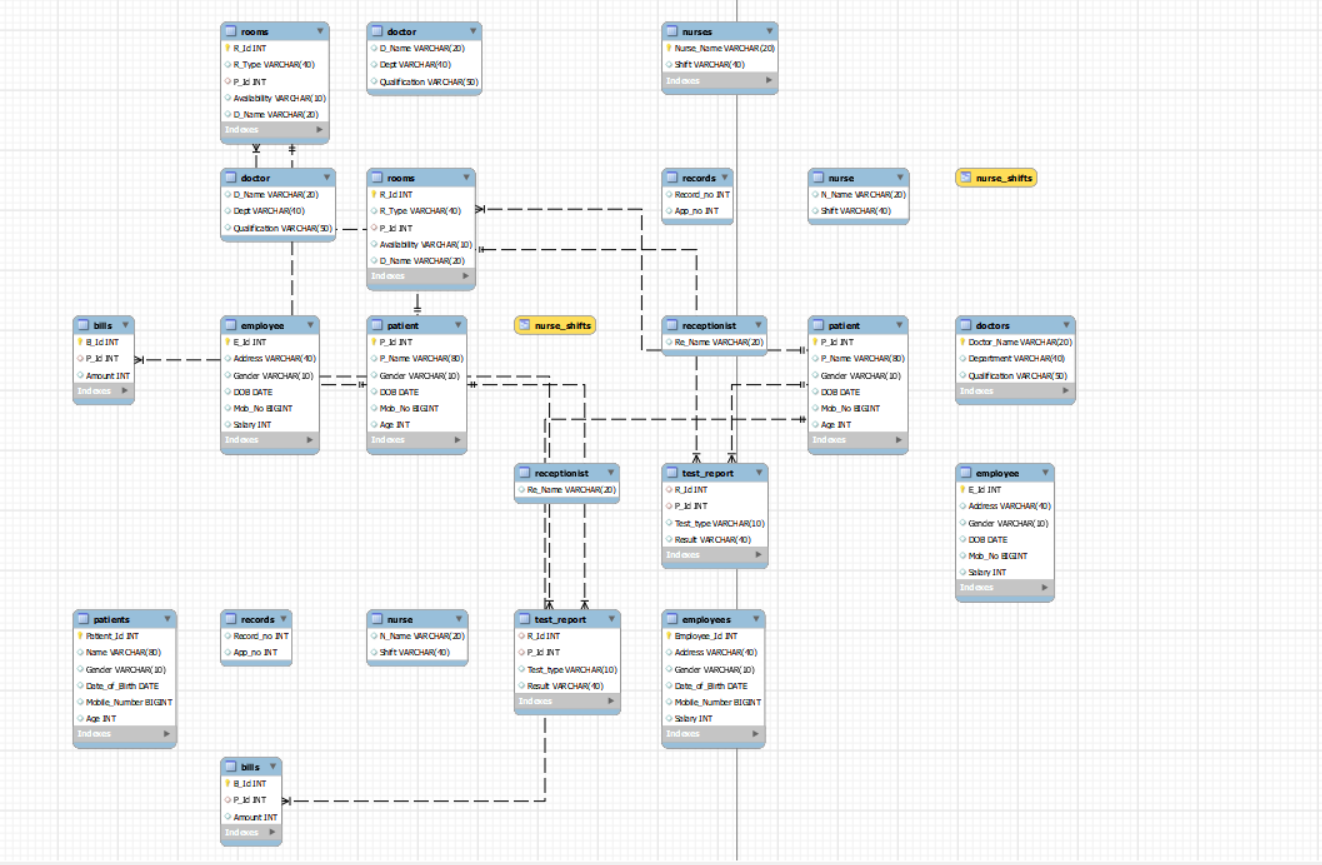 rooms
R_Id INT
R_Type VARCHAR(40)
P_Id INT
Availability VARCHAR(10)
D_Name VARCHAR(20)
Indexes
doctor
D_Name VARCHAR(20)
Dept VARCHAR(40)
Qualification VARCHAR(50)
nurses
Nurse_Name VARCHAR(20)
Shift VARCHAR(40)
Indexes
doctor
D_Name VARCHAR(20)
Dept VARCHAR(40)
Qualification VARCHAR(50)
rooms
R_Id INT
R_Type VARCHAR(40)
P_Id INT
Availability VARCHAR(10)
D_Name VARCHAR(20)
Indexes
records
Record_no INT
App_no INT
nurse
N_Name VARCHAR(20)
Shift VARCHAR(40)
nurse_shifts
bills
B_Id INT
P_Id INT
Amount INT
Indexes
employee
E_Id INT
Address VARCHAR(40)
Gender VARCHAR(10)
DOB DATE
Mob_No BIGINT
Salary INT
Indexes
patient
P_Id INT
P_Name VARCHAR(80)
Gender VARCHAR(10)
DOB DATE
Mob_No BIGINT
Age INT
Indexes
nurse_shifts
receptionist
Re_Name VARCHAR(20)
patient
P_Id INT
P_Name VARCHAR(80)
Gender VARCHAR(10)
DOB DATE
Mob_No BIGINT
Age INT
Indexes
doctors
Doctor_Name VARCHAR(20)
Department VARCHAR(40)
Qualification VARCHAR(50)
Indexes
receptionist
Re_Name VARCHAR(20)
test_report
R_Id INT
P_Id INT
Test_type VARCHAR(10)
Result VARCHAR(40)
Indexes
employee
E_Id INT
Address VARCHAR(40)
Gender VARCHAR(10)
DOB DATE
Mob_No BIGINT
Salary INT
Indexes
patients
Patient_Id INT
Name VARCHAR(80)
Gender VARCHAR(10)
Date_of_Birth DATE
Mobile_Number BIGINT
Age INT
Indexes
records
Record_no INT
App_no INT
nurse
N_Name VARCHAR(20)
Shift VARCHAR(40)
test_report
R_Id INT
P_Id INT
Test_type VARCHAR(10)
Result VARCHAR(40)
Indexes
employees
Employee_Id INT
Address VARCHAR(40)
Gender VARCHAR(10)
Date_of_Birth DATE
Mobile_Number BIGINT
Salary INT
Indexes
bills
B_Id INT
P_Id INT
Amount INT
Indexes